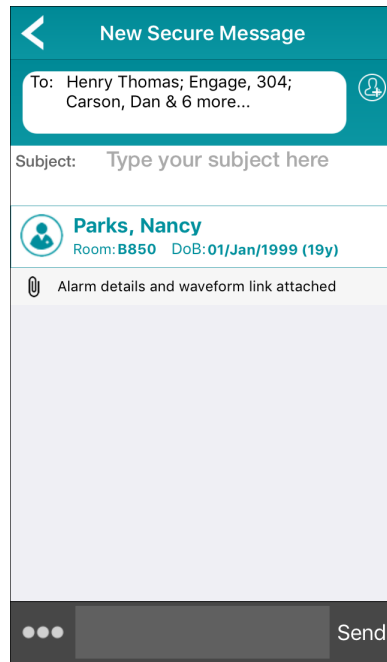 New Secure Message
To: Henry Thomas; Engage, 304;
Carson, Dan & 6 more...
Subject: Type your subject here
Parks, Nancy
Room: B850 DoB: 01/Jan/1999 (19y)
Alarm details and waveform link attached
Send